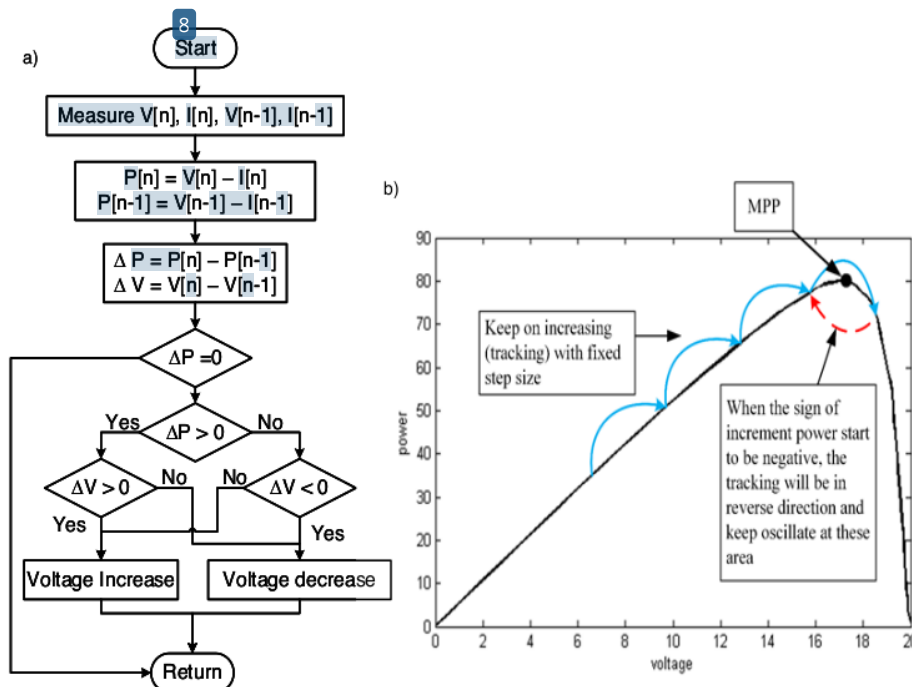 8
a)
Start
Measure V[n], I[n], V[n-1], I[n-1]
P[n] = V[n] – I[n]
P[n-1] = V[n-1] – I[n-1]
Δ P = P[n] – P[n-1]
Δ V = V[n] – V[n-1]
ΔP =0
Yes
ΔP > 0
No
ΔV > 0
No
No
ΔV < 0
Yes
Yes
Voltage Increase
Voltage decrease
Return
b)
MPP
90
80
70
60
50
40
30
20
10
0
power
Keep on increasing
(tracking) with fixed
step size
When the sign of
increment power start
to be negative, the
tracking will be in
reverse direction and
keep oscillate at these
area
0 2 4 6 8 10 12 14 16 18
voltage